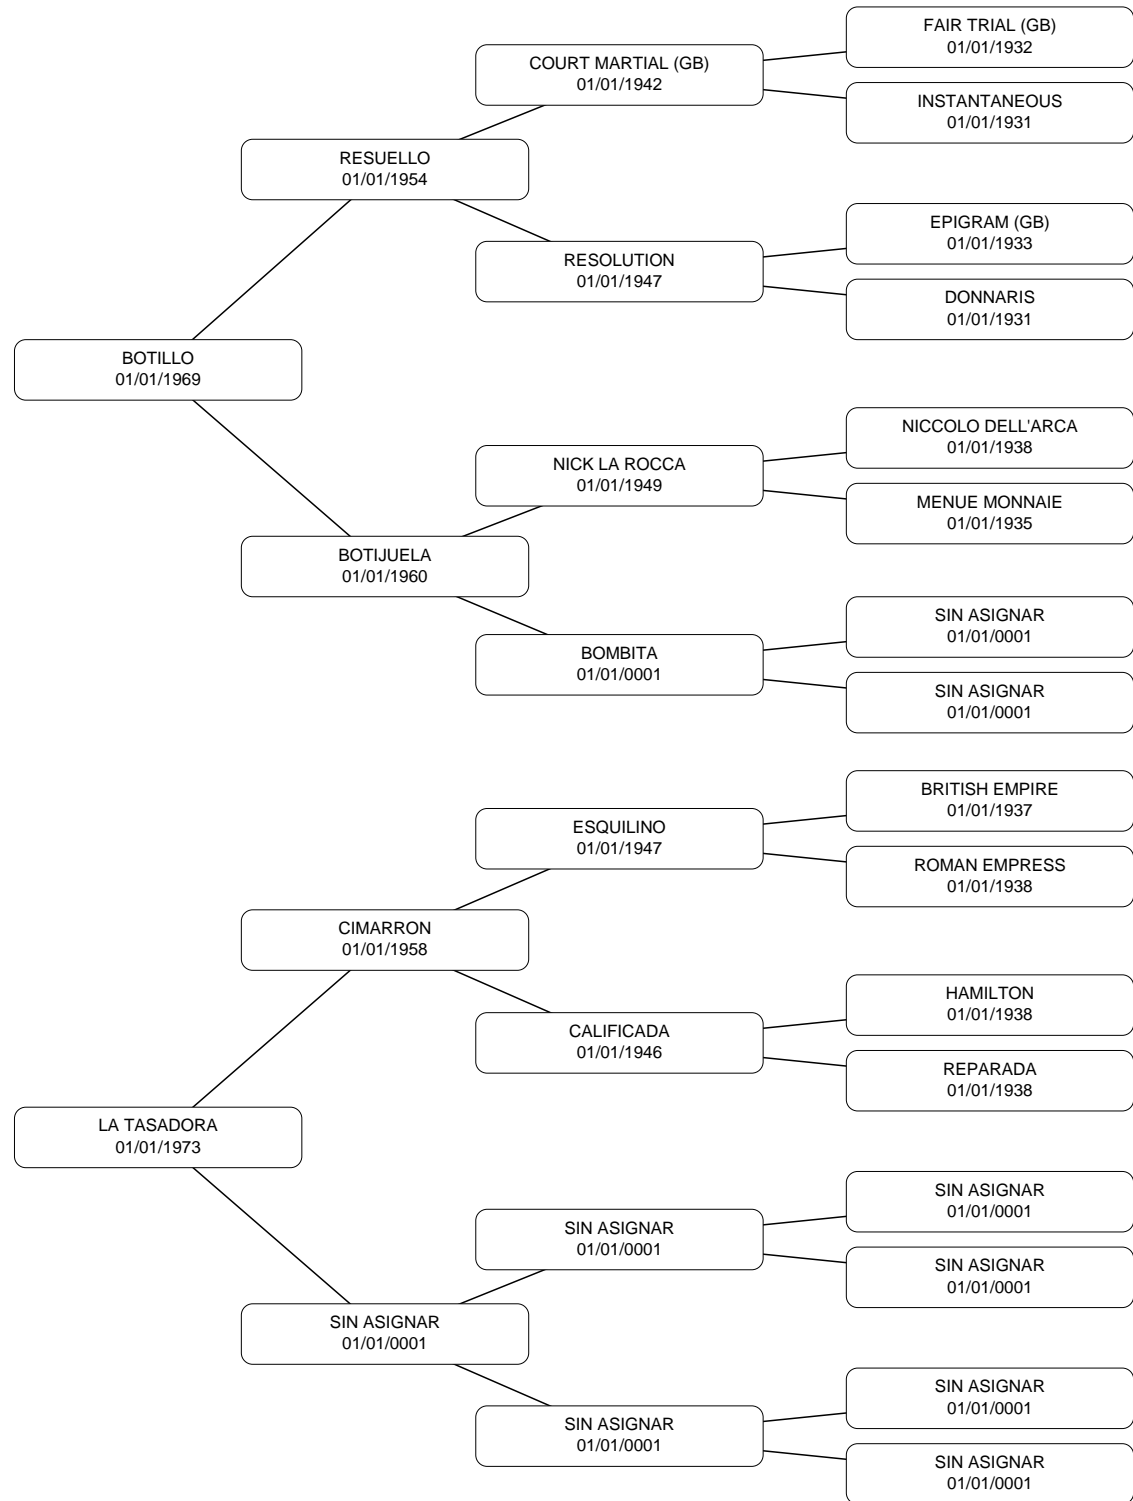 FAIR TRIAL (GB)
01/01/1932
COURT MARTIAL (GB)
01/01/1942
INSTANTANEOUS
01/01/1931
RESUELLO
01/01/1954
EPIGRAM (GB)
01/01/1933
RESOLUTION
01/01/1947
DONNARIS
01/01/1931
BOTILLO
01/01/1969
NICCOLO DELL'ARCA
01/01/1938
NICK LA ROCCA
01/01/1949
MENUE MONNAIE
01/01/1935
BOTIJUELA
01/01/1960
SIN ASIGNAR
01/01/0001
BOMBITA
01/01/0001
SIN ASIGNAR
01/01/0001
BRITISH EMPIRE
01/01/1937
ESQUILINO
01/01/1947
ROMAN EMPRESS
01/01/1938
CIMARRON
01/01/1958
HAMILTON
01/01/1938
CALIFICADA
01/01/1946
REPARADA
01/01/1938
LA TASADORA
01/01/1973
SIN ASIGNAR
01/01/0001
SIN ASIGNAR
01/01/0001
SIN ASIGNAR
01/01/0001
SIN ASIGNAR
01/01/0001
SIN ASIGNAR
01/01/0001
SIN ASIGNAR
01/01/0001
SIN ASIGNAR
01/01/0001